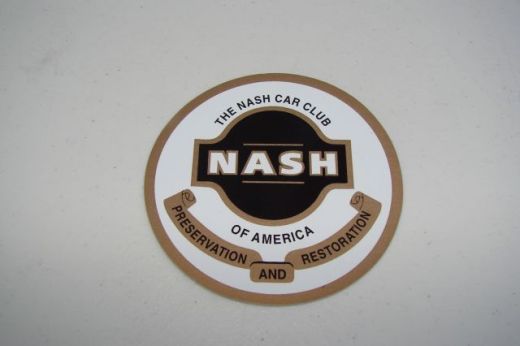 THE NASH CAR CLUB
NASH
OF AMERICA
PRESERVATION AND RESTORATION